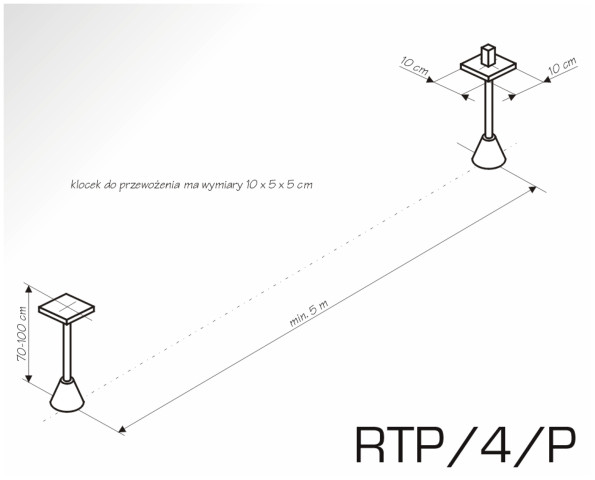 10 cm
10 cm
klocek do przewożenia ma wymiary 10 x 5 x 5 cm
min. 5 m
70-100 cm
RTP/4/P